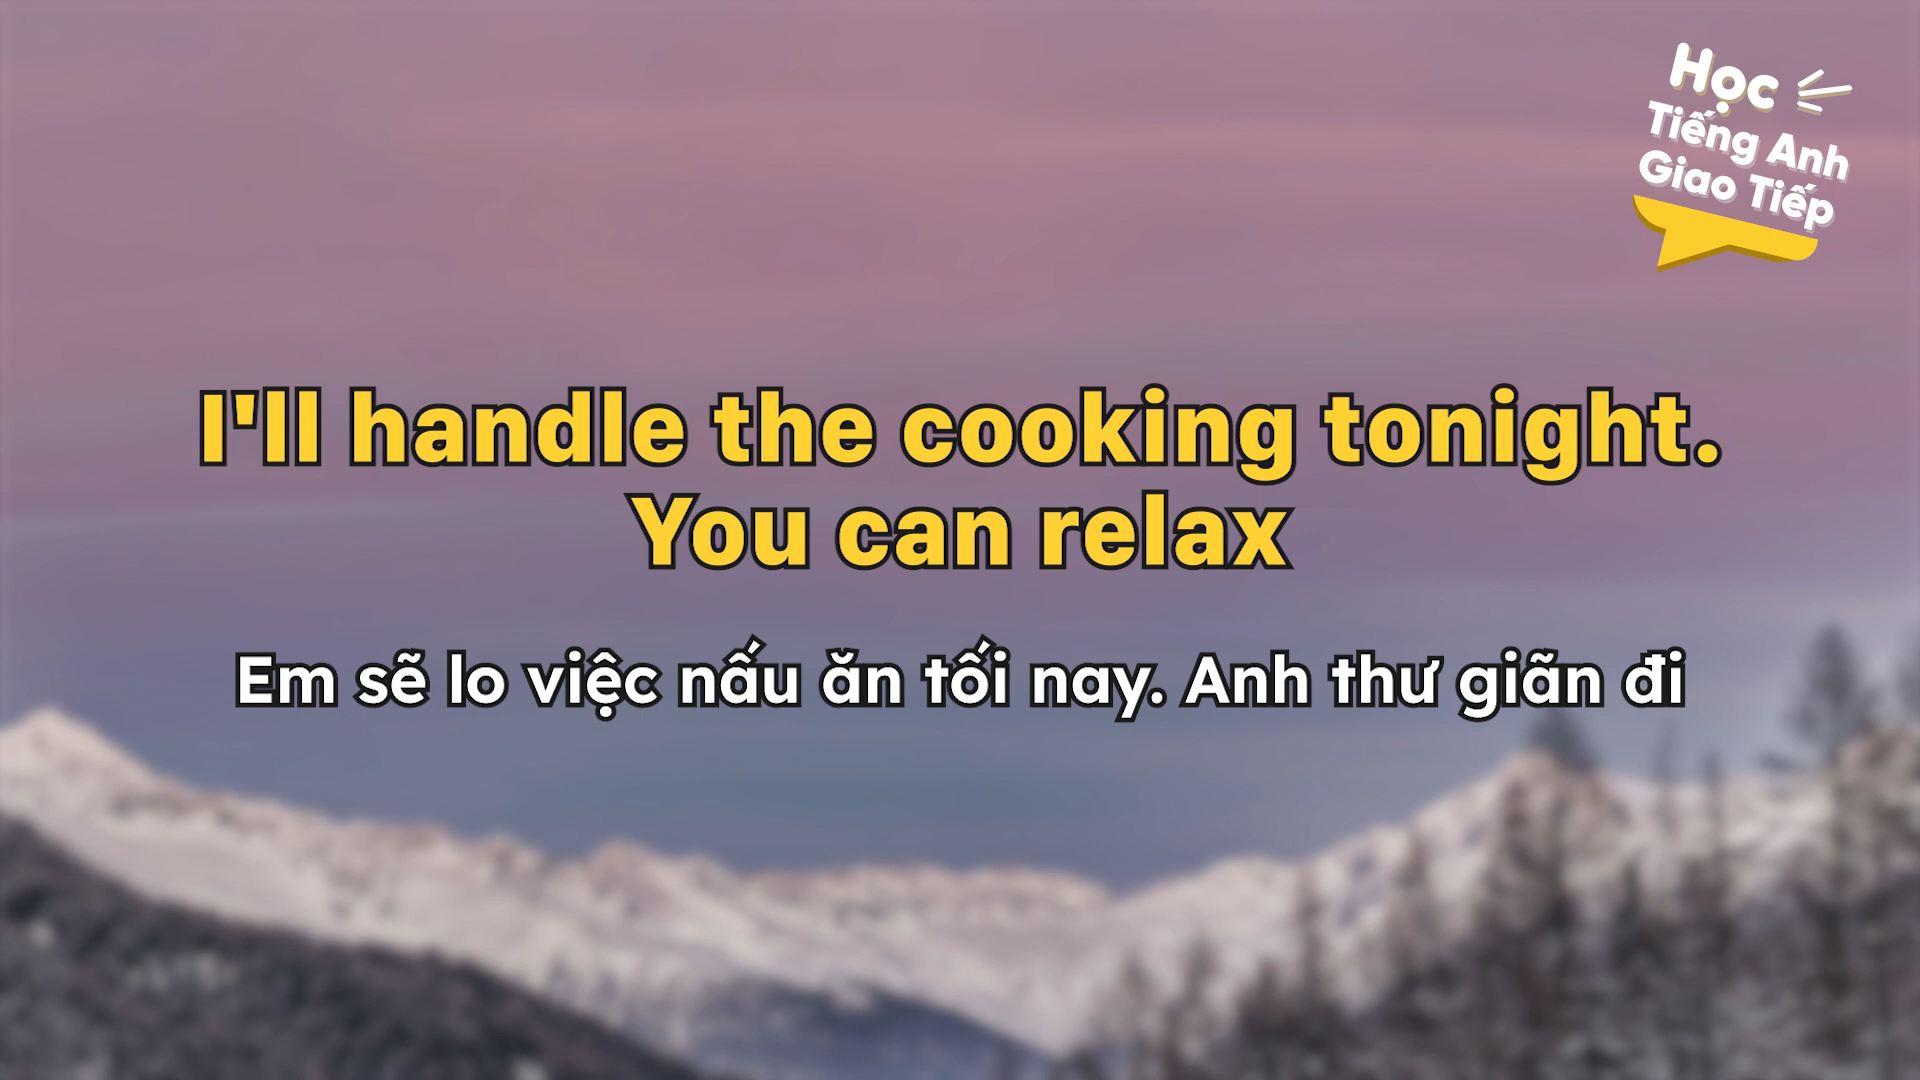 Học
Tiếng Anh
Giao Tiếp
I'll handle the cooking tonight.
You can relax
Em sẽ lo việc nấu ăn tối nay. Anh thư giãn đi